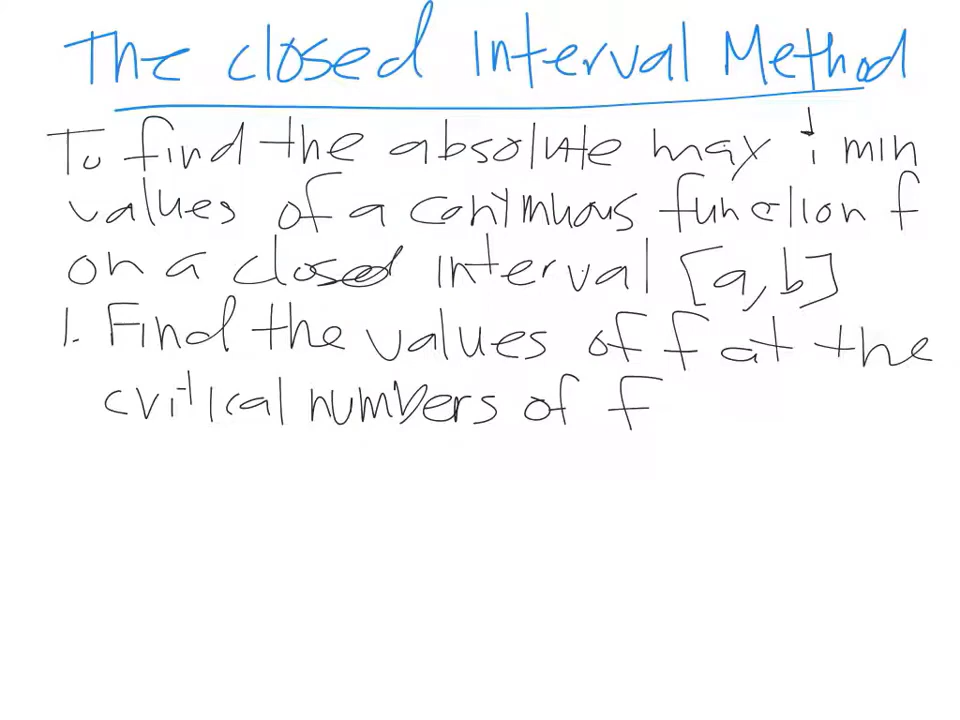 The Closed Interval Method
To find the absolute max & min
values of a continuous function f
on a closed interval [a,b]
1. Find the values of f at the
critical numbers of f